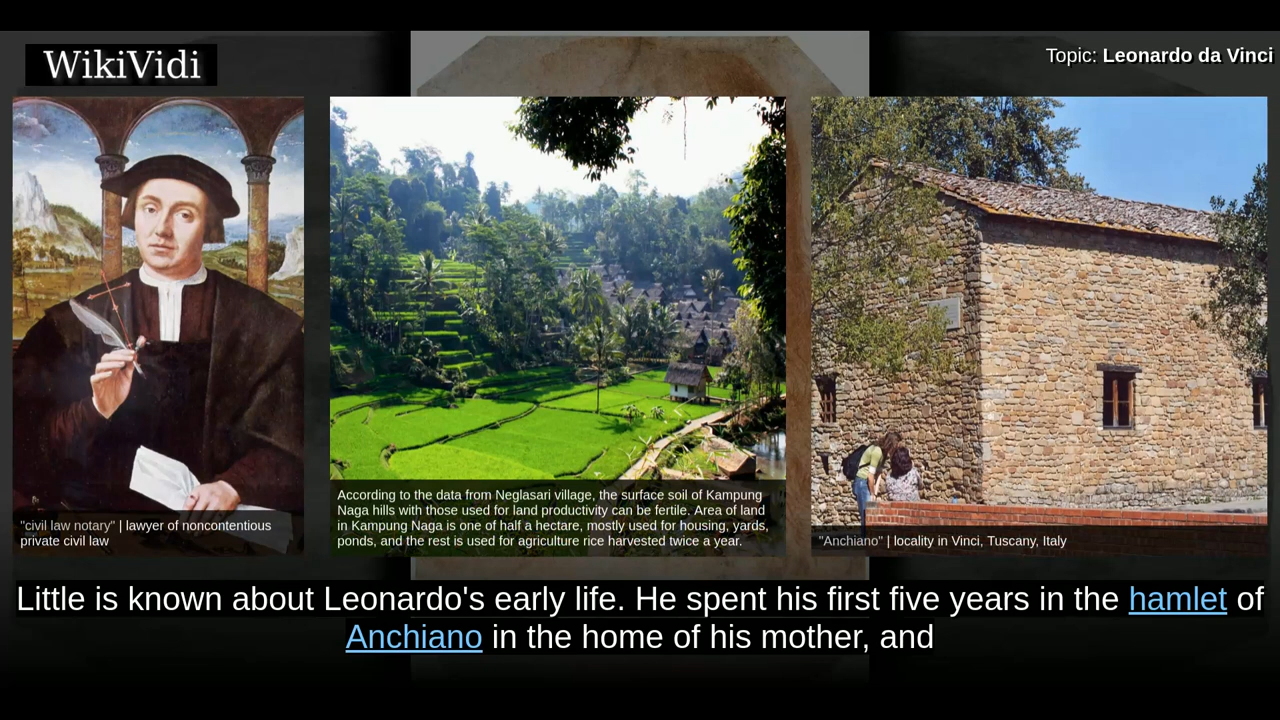 WikiVidi
Topic: Leonardo da Vinci
"civil law notary" | lawyer of noncontentious
private civil law
According to the data from Neglasari village, the surface soil of Kampung
Naga hills with those used for land productivity can be fertile. Area of land
in Kampung Naga is one of half a hectare, mostly used for housing, yards,
ponds, and the rest is used for agriculture rice harvested twice a year.
"Anchiano" | locality in Vinci, Tuscany, Italy
Little is known about Leonardo's early life. He spent his first five years in the hamlet of
Anchiano in the home of his mother, and